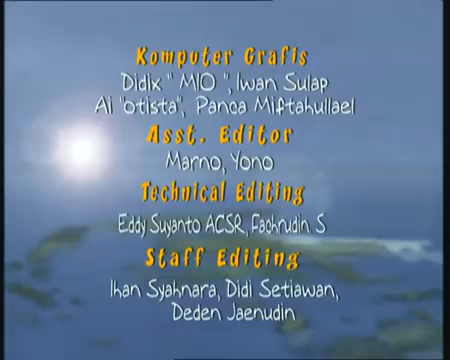 Komputer Grafis
Didix " MIO ", Iwan Sulap
Ai "otista", Panca Miftahullael
Asst. Editor
Marno, Yono
Technical Editing
Eddy Suyanto ACSR, Fachrudin S
Staff Editing
Ihan Syahnara, Didi Setiawan,
Deden Jaenudin